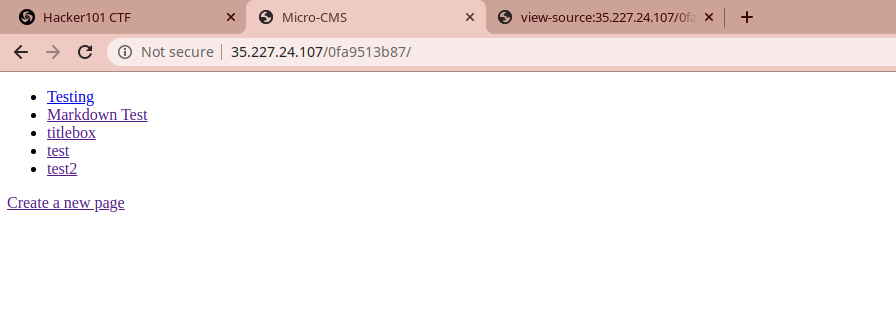 Hacker101 CTF
Micro-CMS
view-source:35.227.24.107/0fa
Not secure
35.227.24.107/0fa9513b87/
Testing
Markdown Test
titlebox
test
test2
Create a new page